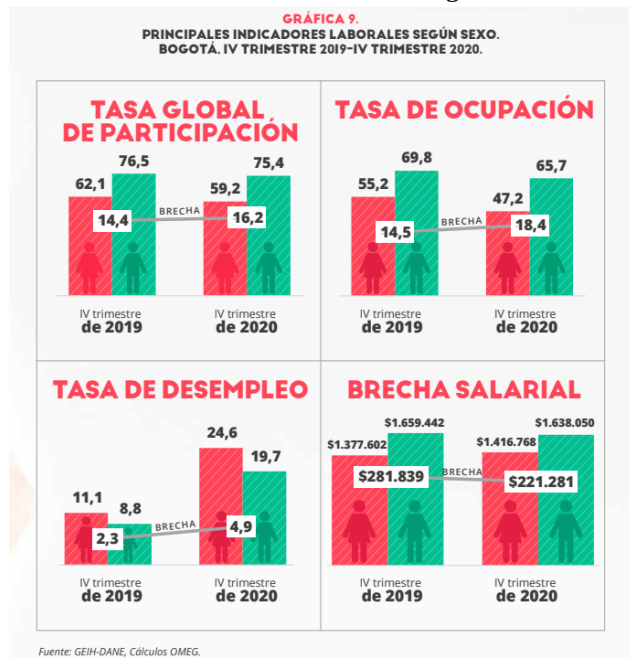 GRÁFICA 9.
PRINCIPALES INDICADORES LABORALES SEGÚN SEXO.
BOGOTÁ. IV TRIMESTRE 2019-IV TRIMESTRE 2020.
TASA GLOBAL
DE PARTICIPACIÓN
62,1
76,5
59,2
75,4
14,4
BRECHA
16,2
IV trimestre
de 2019
IV trimestre
de 2020
TASA DE OCUPACIÓN
55,2
69,8
47,2
65,7
14,5
BRECHA
18,4
IV trimestre
de 2019
IV trimestre
de 2020
TASA DE DESEMPLEO
11,1
8,8
24,6
19,7
2,3
BRECHA
4,9
IV trimestre
de 2019
IV trimestre
de 2020
BRECHA SALARIAL
$1.377.602
$1.659.442
$1.416.768
$1.638.050
$281.839
BRECHA
$221.281
IV trimestre
de 2019
IV trimestre
de 2020
Fuente: GEIH-DANE, Cálculos OMEG.